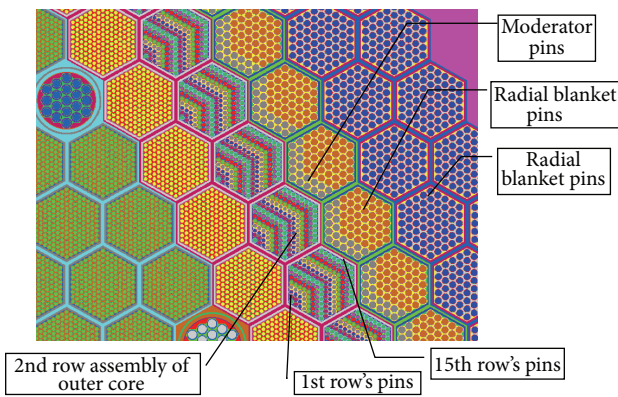 Moderator
pins
Radial blanket
pins
Radial
blanket pins
2nd row assembly of
outer core
1st row's pins
15th row's pins